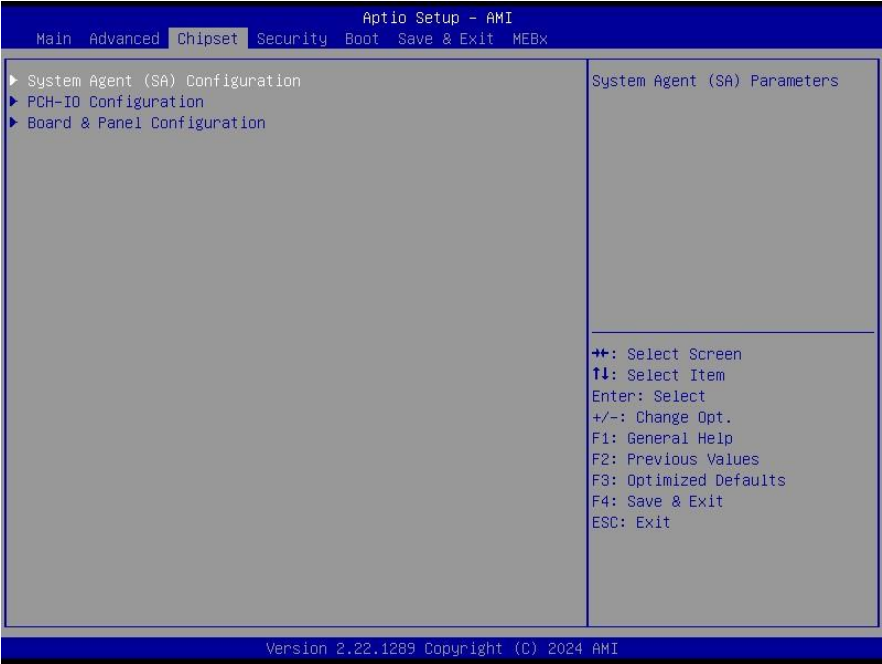 Aptio Setup – AMI
Main Advanced Chipset Security Boot Save & Exit MEBx
System Agent (SA) Configuration
PCH-IO Configuration
Board & Panel Configuration
System Agent (SA) Parameters
→←: Select Screen
↑↓: Select Item
Enter: Select
+/-: Change Opt.
F1: General Help
F2: Previous Values
F3: Optimized Defaults
F4: Save & Exit
ESC: Exit
Version 2.22.1289 Copyright (C) 2024 AMI